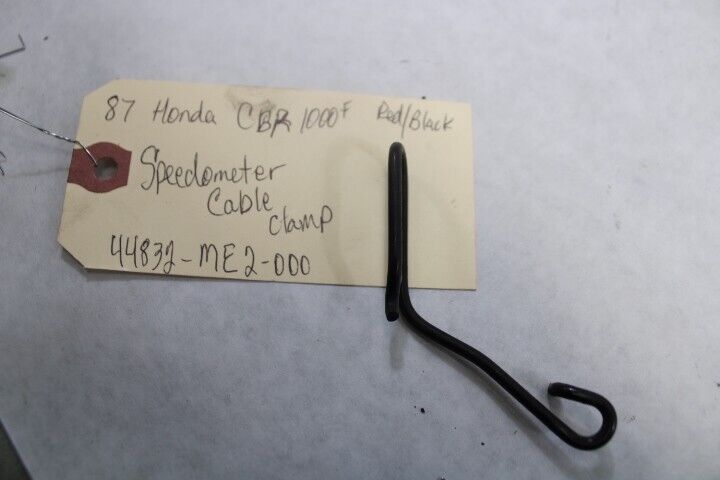 87 Honda CBR 1000F Red/Black
Speedometer
Cable
clamp
44832-ME2-000